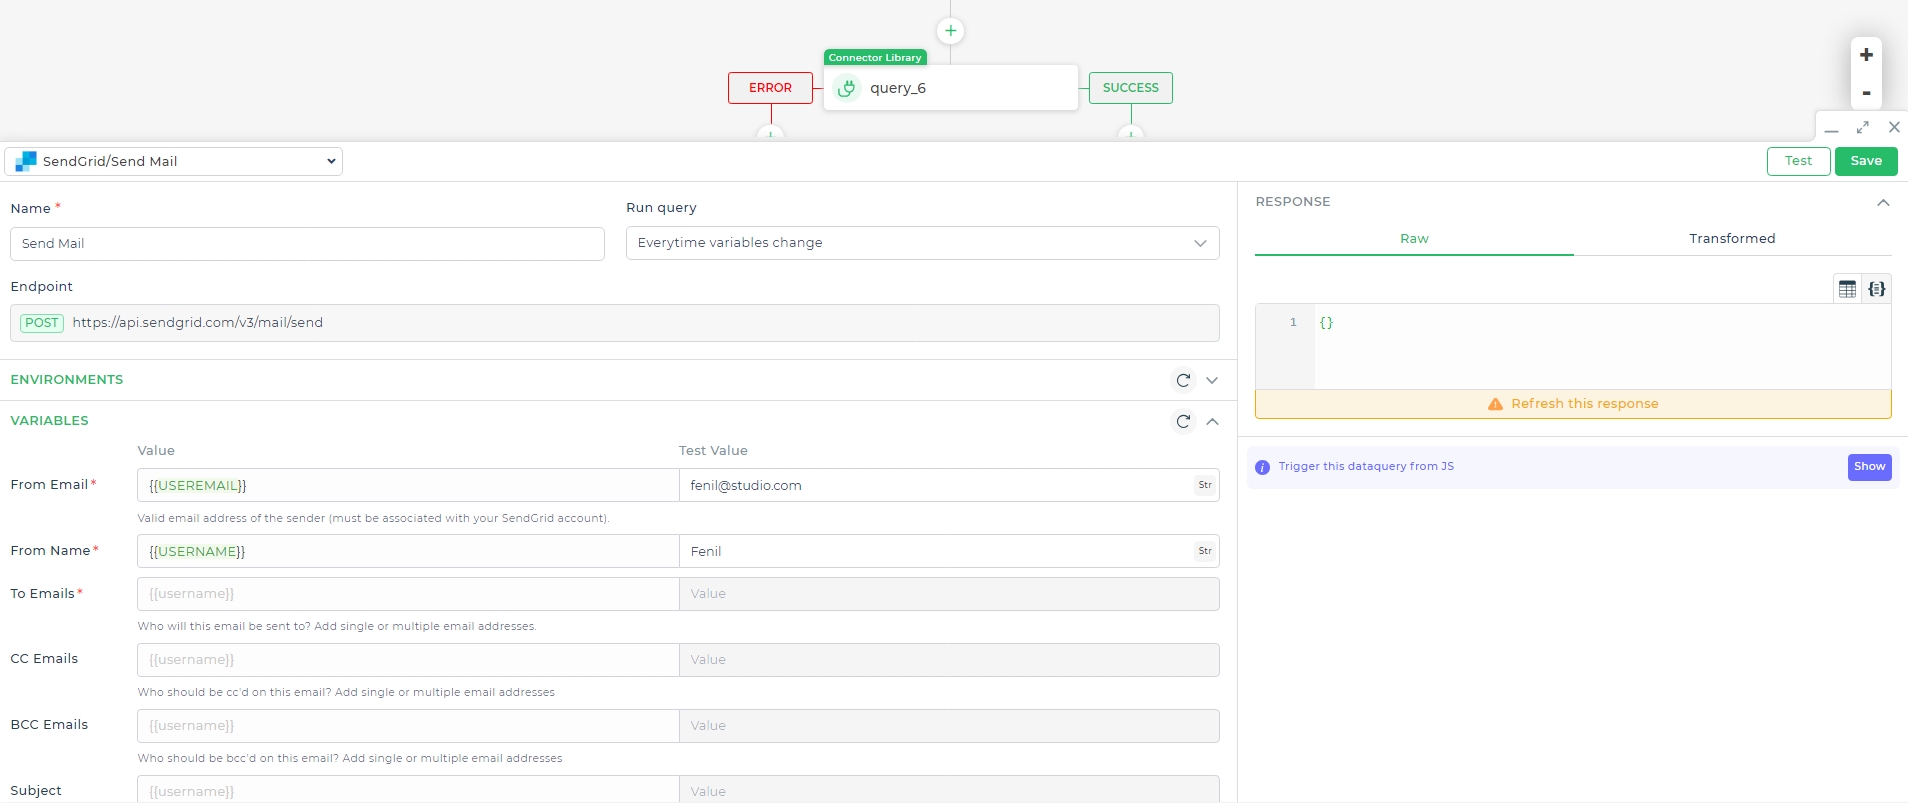 Connector Library
ERROR
query_6
SUCCESS
SendGrid/Send Mail
Test
Save
Name *
Run query
Send Mail
Everytime variables change
Endpoint
POST https://api.sendgrid.com/v3/mail/send
ENVIRONMENTS
VARIABLES
Value
Test Value
From Email*
{{USEREMAIL}}
fenil@studio.com
Str
Valid email address of the sender (must be associated with your SendGrid account).
From Name*
{{USERNAME}}
Fenil
Str
To Emails*
{{username}}
Value
Who will this email be sent to? Add single or multiple email addresses.
CC Emails
{{username}}
Value
Who should be cc'd on this email? Add single or multiple email addresses
BCC Emails
{{username}}
Value
Who should be bcc'd on this email? Add single or multiple email addresses
Subject
{{username}}
Value
RESPONSE
Raw
Transformed
1
{}
Refresh this response
Trigger this dataquery from JS
Show